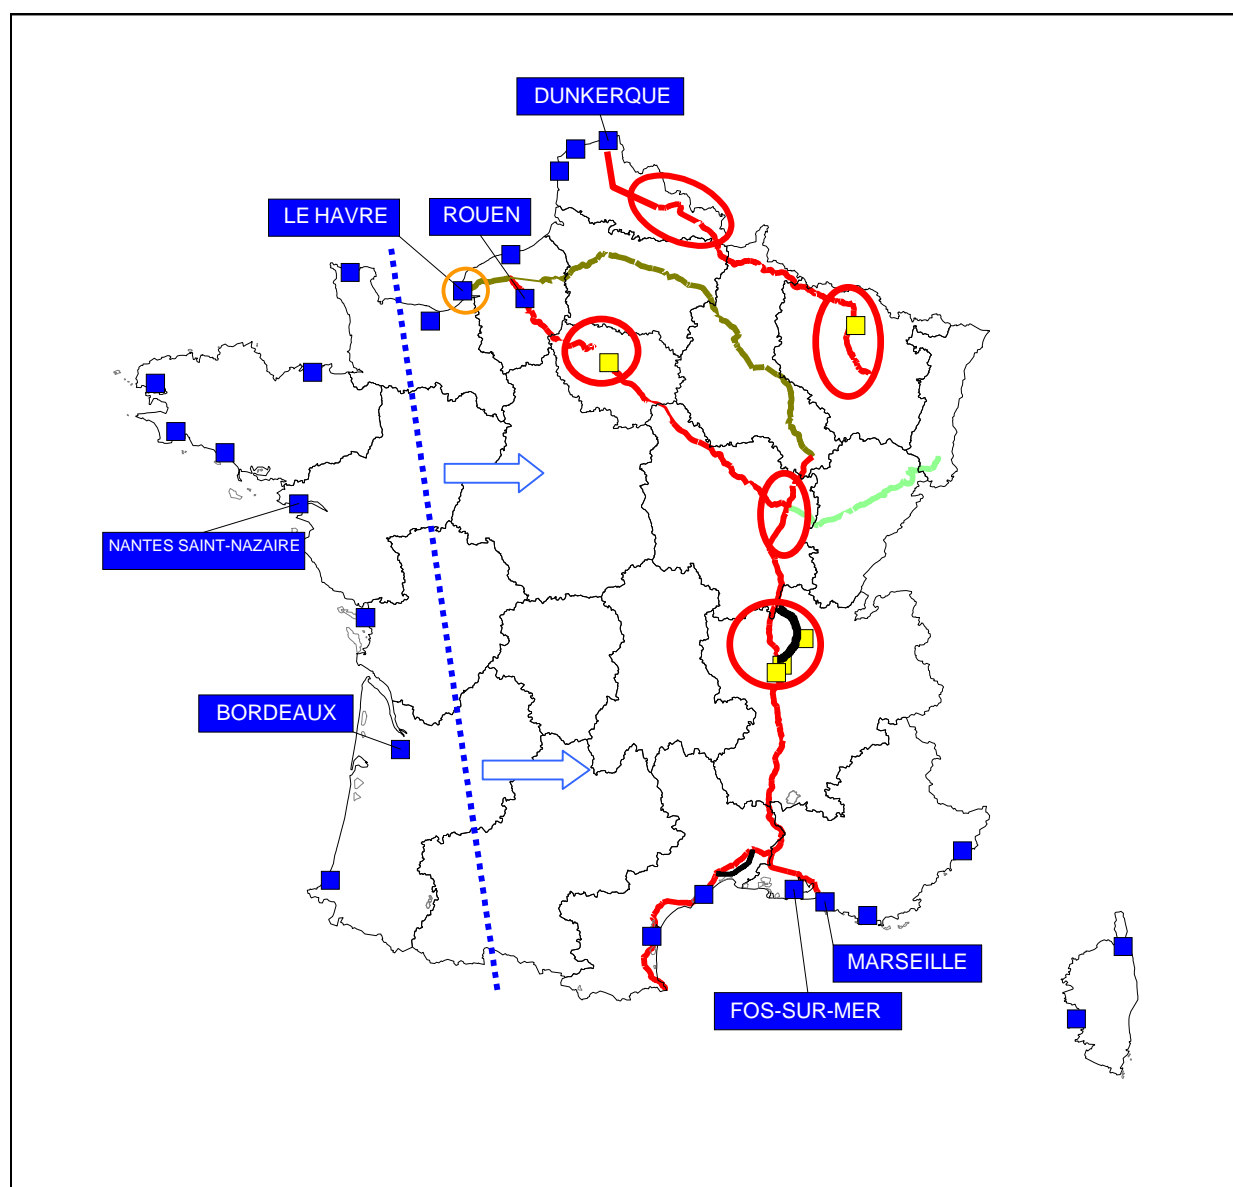 DUNKERQUE
LE HAVRE
ROUEN
NANTES SAINT-NAZAIRE
BORDEAUX
MARSEILLE
FOS-SUR-MER